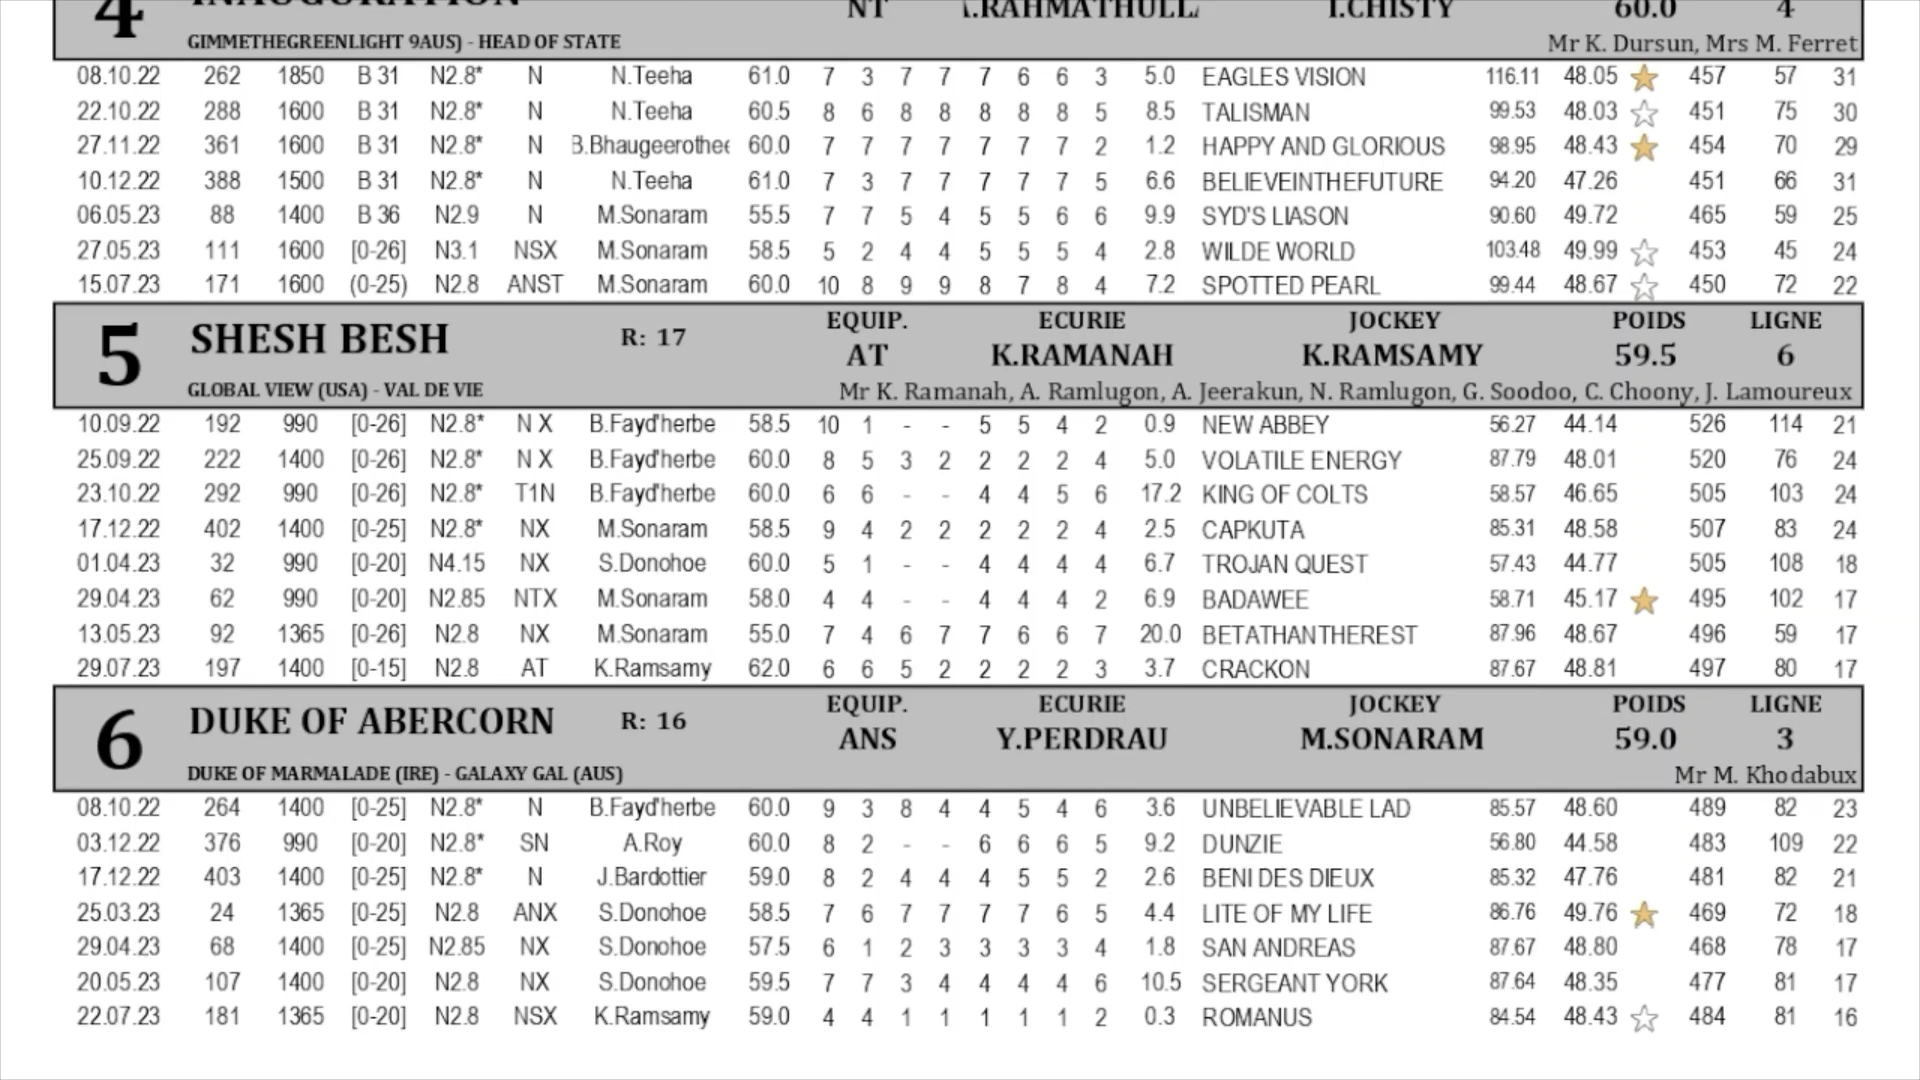 4 INAUGURATION NT A.RAHMATHULLA I.CHISTY 60.0 4
GIMMETHEGREENLIGHT 9AUS) - HEAD OF STATE Mr K. Dursun, Mrs M. Ferret
08.10.22 262 1850 B 31 N2.8* N N.Teeha 61.0 7 3 7 7 7 6 6 3 5.0 EAGLES VISION 116.11 48.05 457 57 31
22.10.22 288 1600 B 31 N2.8* N N.Teeha 60.5 8 6 8 8 8 8 8 5 8.5 TALISMAN 99.53 48.03 451 75 30
27.11.22 361 1600 B 31 N2.8* N B.Bhaugeerothee 60.0 7 7 7 7 7 7 7 2 1.2 HAPPY AND GLORIOUS 98.95 48.43 454 70 29
10.12.22 388 1500 B 31 N2.8* N N.Teeha 61.0 7 3 7 7 7 7 7 5 6.6 BELIEVEINTHEFUTURE 94.20 47.26 451 66 31
06.05.23 88 1400 B 36 N2.9 N M.Sonaram 55.5 7 7 5 4 5 5 6 6 9.9 SYD'S LIASON 90.60 49.72 465 59 25
27.05.23 111 1600 [0-26] N3.1 NSX M.Sonaram 58.5 5 2 4 4 5 5 5 4 2.8 WILDE WORLD 103.48 49.99 453 45 24
15.07.23 171 1600 (0-25) N2.8 ANST M.Sonaram 60.0 10 8 9 9 8 7 8 4 7.2 SPOTTED PEARL 99.44 48.67 450 72 22
EQUIP. ECURIE JOCKEY POIDS LIGNE
5 SHESH BESH R: 17 AT K.RAMANAH K.RAMSAMY 59.5 6
GLOBAL VIEW (USA) - VAL DE VIE Mr K. Ramanah, A. Ramlugon, A. Jeerakun, N. Ramlugon, G. Soodoo, C. Choony, J. Lamoureux
10.09.22 192 990 [0-26] N2.8* N X B.Fayd'herbe 58.5 10 1 - - 5 5 4 2 0.9 NEW ABBEY 56.27 44.14 526 114 21
25.09.22 222 1400 [0-26] N2.8* N X B.Fayd'herbe 60.0 8 5 3 2 2 2 2 4 5.0 VOLATILE ENERGY 87.79 48.01 520 76 24
23.10.22 292 990 [0-26] N2.8* T1N B.Fayd'herbe 60.0 6 6 - - 4 4 5 6 17.2 KING OF COLTS 58.57 46.65 505 103 24
17.12.22 402 1400 [0-25] N2.8* NX M.Sonaram 58.5 9 4 2 2 2 2 2 4 2.5 CAPKUTA 85.31 48.58 507 83 24
01.04.23 32 990 [0-20] N4.15 NX S.Donohoe 60.0 5 1 - - 4 4 4 4 6.7 TROJAN QUEST 57.43 44.77 505 108 18
29.04.23 62 990 [0-20] N2.85 NTX M.Sonaram 58.0 4 4 - - 4 4 4 2 6.9 BADAWEE 58.71 45.17 495 102 17
13.05.23 92 1365 [0-26] N2.8 NX M.Sonaram 55.0 7 4 6 7 7 6 6 7 20.0 BETATHANTHEREST 87.96 48.67 496 59 17
29.07.23 197 1400 [0-15] N2.8 AT K.Ramsamy 62.0 6 6 5 2 2 2 2 3 3.7 CRACKON 87.67 48.81 497 80 17
EQUIP. ECURIE JOCKEY POIDS LIGNE
6 DUKE OF ABERCORN R: 16 ANS Y.PERDRAU M.SONARAM 59.0 3
DUKE OF MARMALADE (IRE) - GALAXY GAL (AUS) Mr M. Khodabux
08.10.22 264 1400 [0-25] N2.8* N B.Fayd'herbe 60.0 9 3 8 4 4 5 4 6 3.6 UNBELIEVABLE LAD 85.57 48.60 489 82 23
03.12.22 376 990 [0-20] N2.8* SN A.Roy 60.0 8 2 - - 6 6 6 5 9.2 DUNZIE 56.80 44.58 483 109 22
17.12.22 403 1400 [0-25] N2.8* N J.Bardottier 59.0 8 2 4 4 4 5 5 2 2.6 BENI DES DIEUX 85.32 47.76 481 82 21
25.03.23 24 1365 [0-25] N2.8 ANX S.Donohoe 58.5 7 6 7 7 7 7 6 5 4.4 LITE OF MY LIFE 86.76 49.76 469 72 18
29.04.23 68 1400 [0-25] N2.85 NX S.Donohoe 57.5 6 1 2 3 3 3 3 4 1.8 SAN ANDREAS 87.67 48.80 468 78 17
20.05.23 107 1400 [0-20] N2.8 NX S.Donohoe 59.5 7 7 3 4 4 4 4 6 10.5 SERGEANT YORK 87.64 48.35 477 81 17
22.07.23 181 1365 [0-20] N2.8 NSX K.Ramsamy 59.0 4 4 1 1 1 1 1 2 0.3 ROMANUS 84.54 48.43 484 81 16